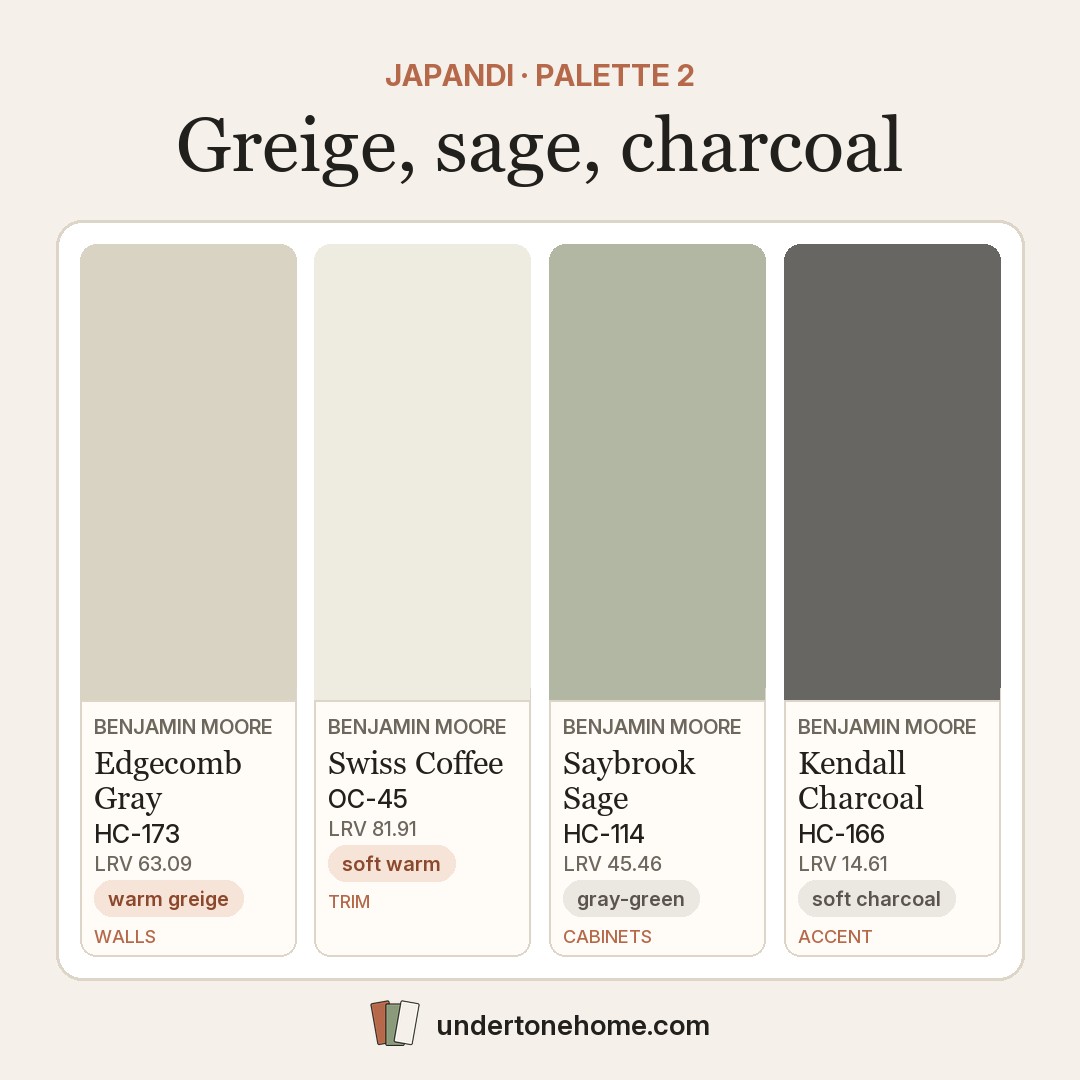 JAPANDI · PALETTE 2
Greige, sage, charcoal
BENJAMIN MOORE
Edgecomb
Gray
HC-173
LRV 63.09
warm greige
WALLS
BENJAMIN MOORE
Swiss Coffee
OC-45
LRV 81.91
soft warm
TRIM
BENJAMIN MOORE
Saybrook
Sage
HC-114
LRV 45.46
gray-green
CABINETS
BENJAMIN MOORE
Kendall
Charcoal
HC-166
LRV 14.61
soft charcoal
ACCENT
undertonehome.com